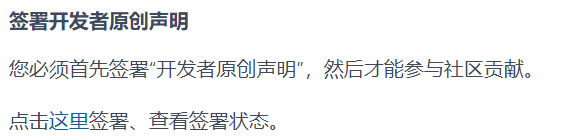 签署开发者原创声明
您必须首先签署“开发者原创声明”，然后才能参与社区贡献。
点击这里签署、查看签署状态。